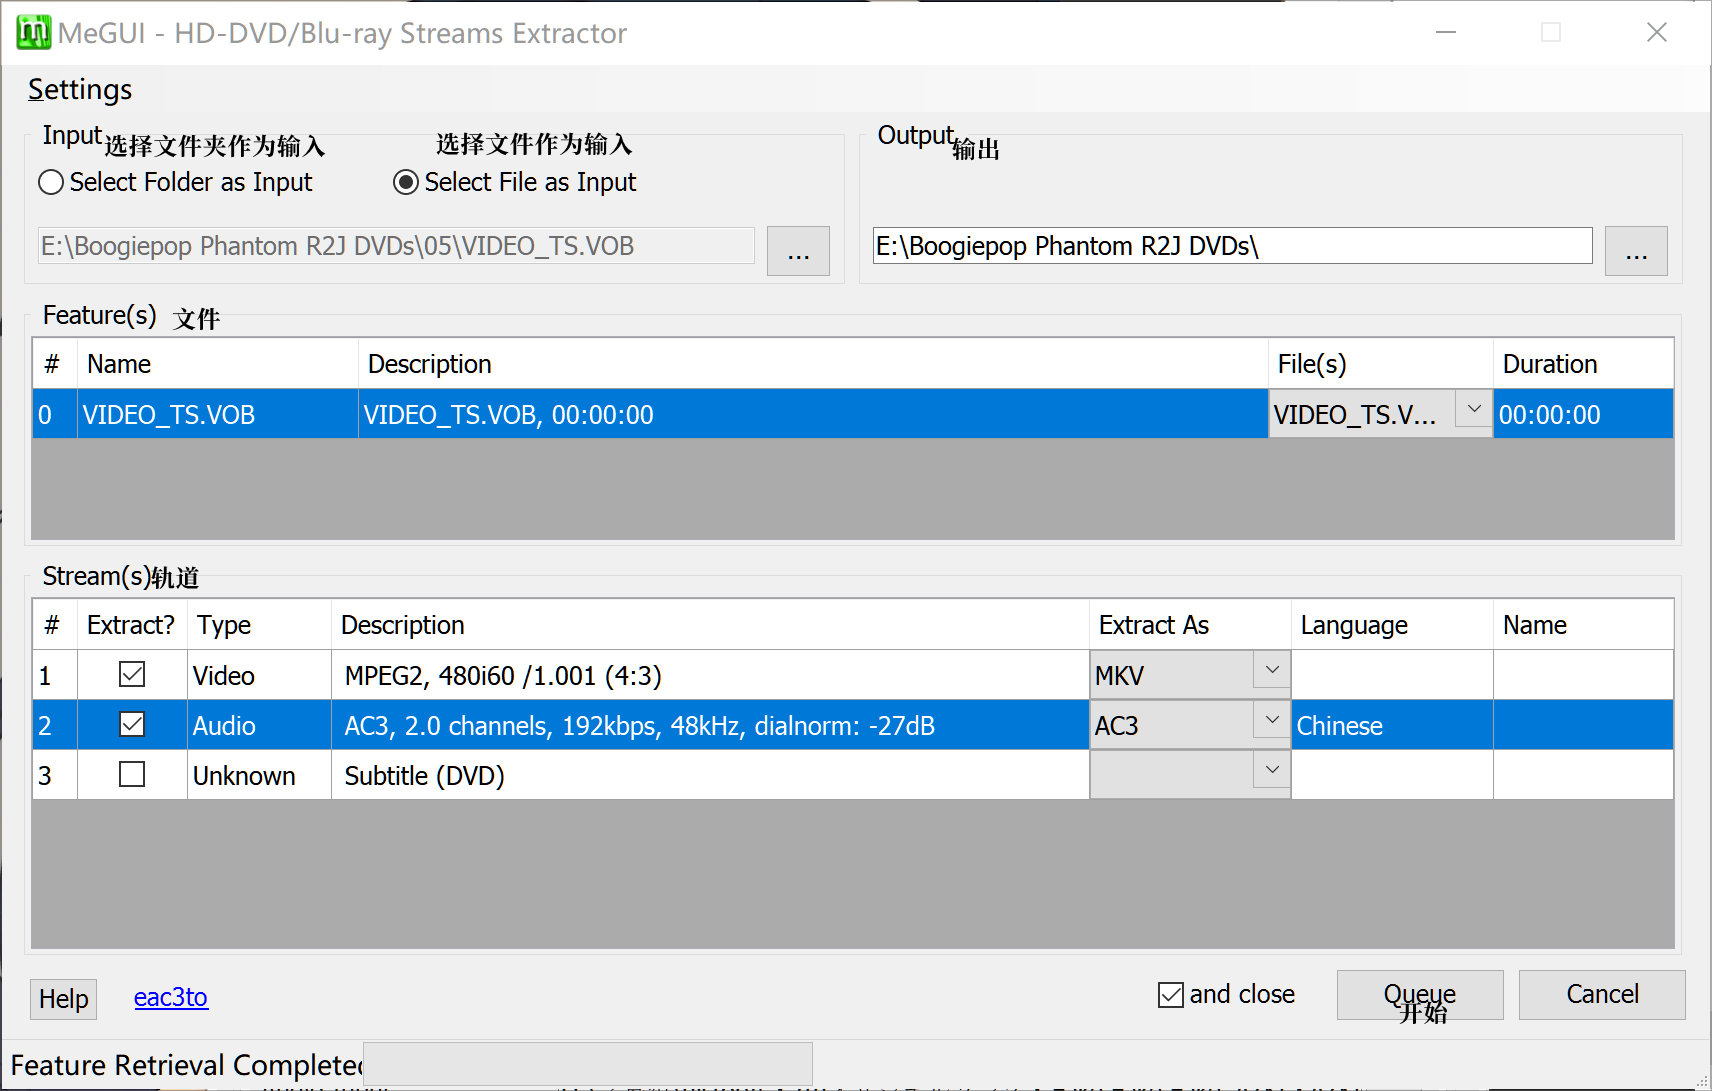 MeGUI - HD-DVD/Blu-ray Streams Extractor
Settings
Input 选择文件夹作为输入 选择文件作为输入
Output 输出
Select Folder as Input Select File as Input
E:\Boogiepop Phantom R2J DVDs\05\VIDEO_TS.VOB ...
E:\Boogiepop Phantom R2J DVDs\ ...
Feature(s) 文件
# Name Description File(s) Duration
0 VIDEO_TS.VOB VIDEO_TS.VOB, 00:00:00 VIDEO_TS.V... 00:00:00
Stream(s) 轨道
# Extract? Type Description Extract As Language Name
1 Video MPEG2, 480i60 /1.001 (4:3) MKV
2 Audio AC3, 2.0 channels, 192kbps, 48kHz, dialnorm: -27dB AC3 Chinese
3 Unknown Subtitle (DVD)
Help eac3to and close Queue Cancel
开始
Feature Retrieval Completed